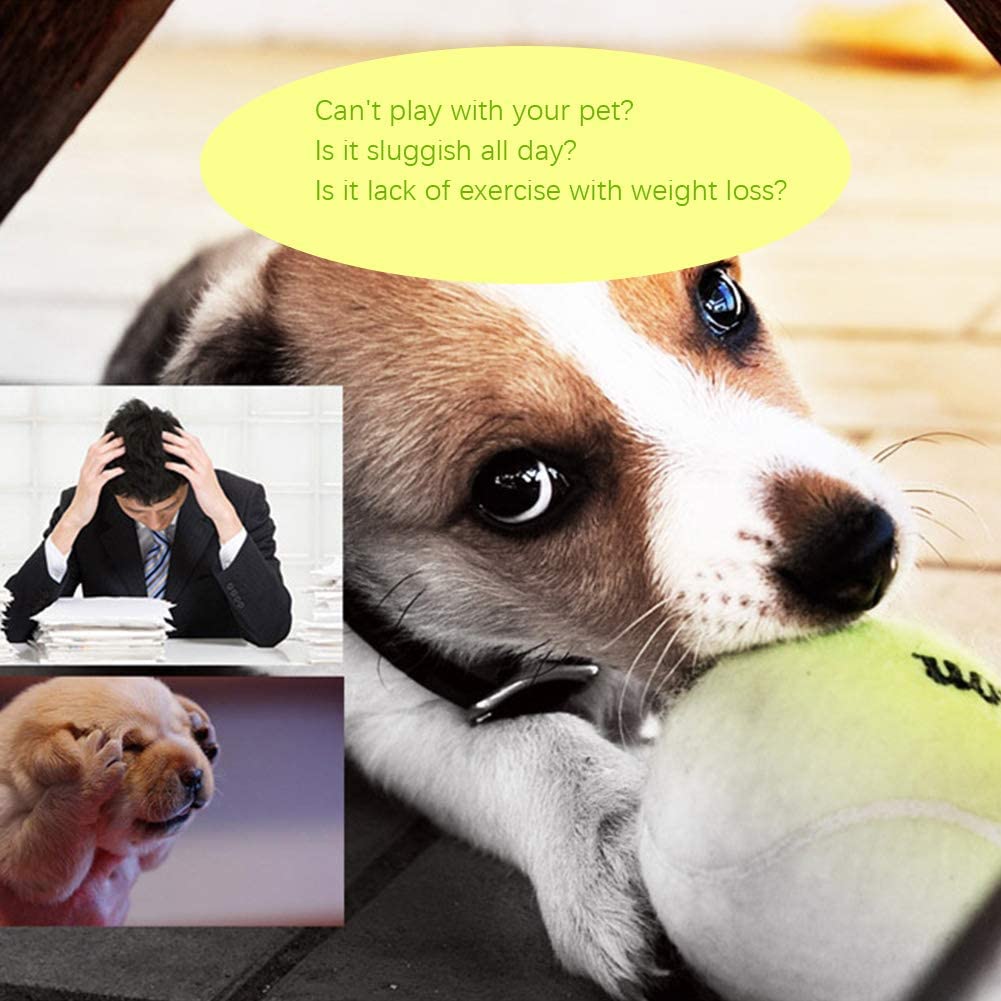 Can't play with your pet?
Is it sluggish all day?
Is it lack of exercise with weight loss?